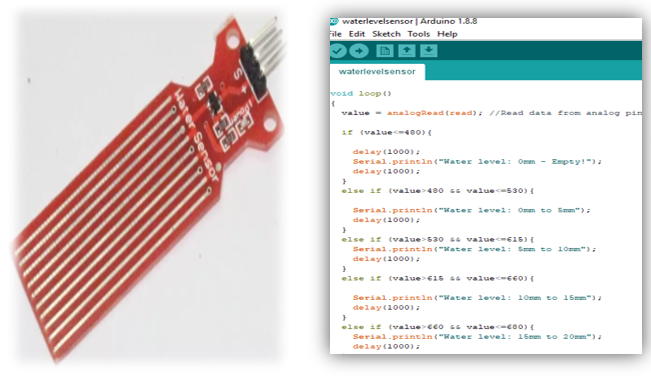 Water Sensor
S + -
waterlevelsensor | Arduino 1.8.8
File Edit Sketch Tools Help
waterlevelsensor
void loop()
{
value = analogRead(read); //Read data from analog pin
if (value<=480){
delay(1000);
Serial.println("Water level: 0mm - Empty!");
delay(1000);
}
else if (value>480 && value<=530){
Serial.println("Water level: 0mm to 5mm");
delay(1000);
}
else if (value>530 && value<=615){
Serial.println("Water level: 5mm to 10mm");
delay(1000);
}
else if (value>615 && value<=660){
Serial.println("Water level: 10mm to 15mm");
delay(1000);
}
else if (value>660 && value<=680){
Serial.println("Water level: 15mm to 20mm");
delay(1000);